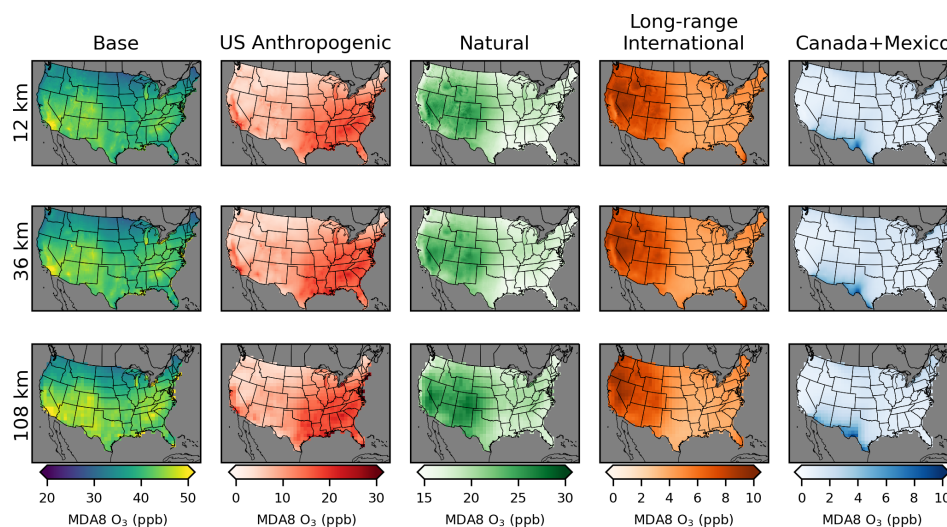 Base
US Anthropogenic
Natural
Long-range
International
Canada+Mexico
12 km
36 km
108 km
20 30 40 50
0 10 20 30
15 20 25 30
0 2 4 6 8 10
0 2 4 6 8 10
MDA8 O₃ (ppb)
MDA8 O₃ (ppb)
MDA8 O₃ (ppb)
MDA8 O₃ (ppb)
MDA8 O₃ (ppb)